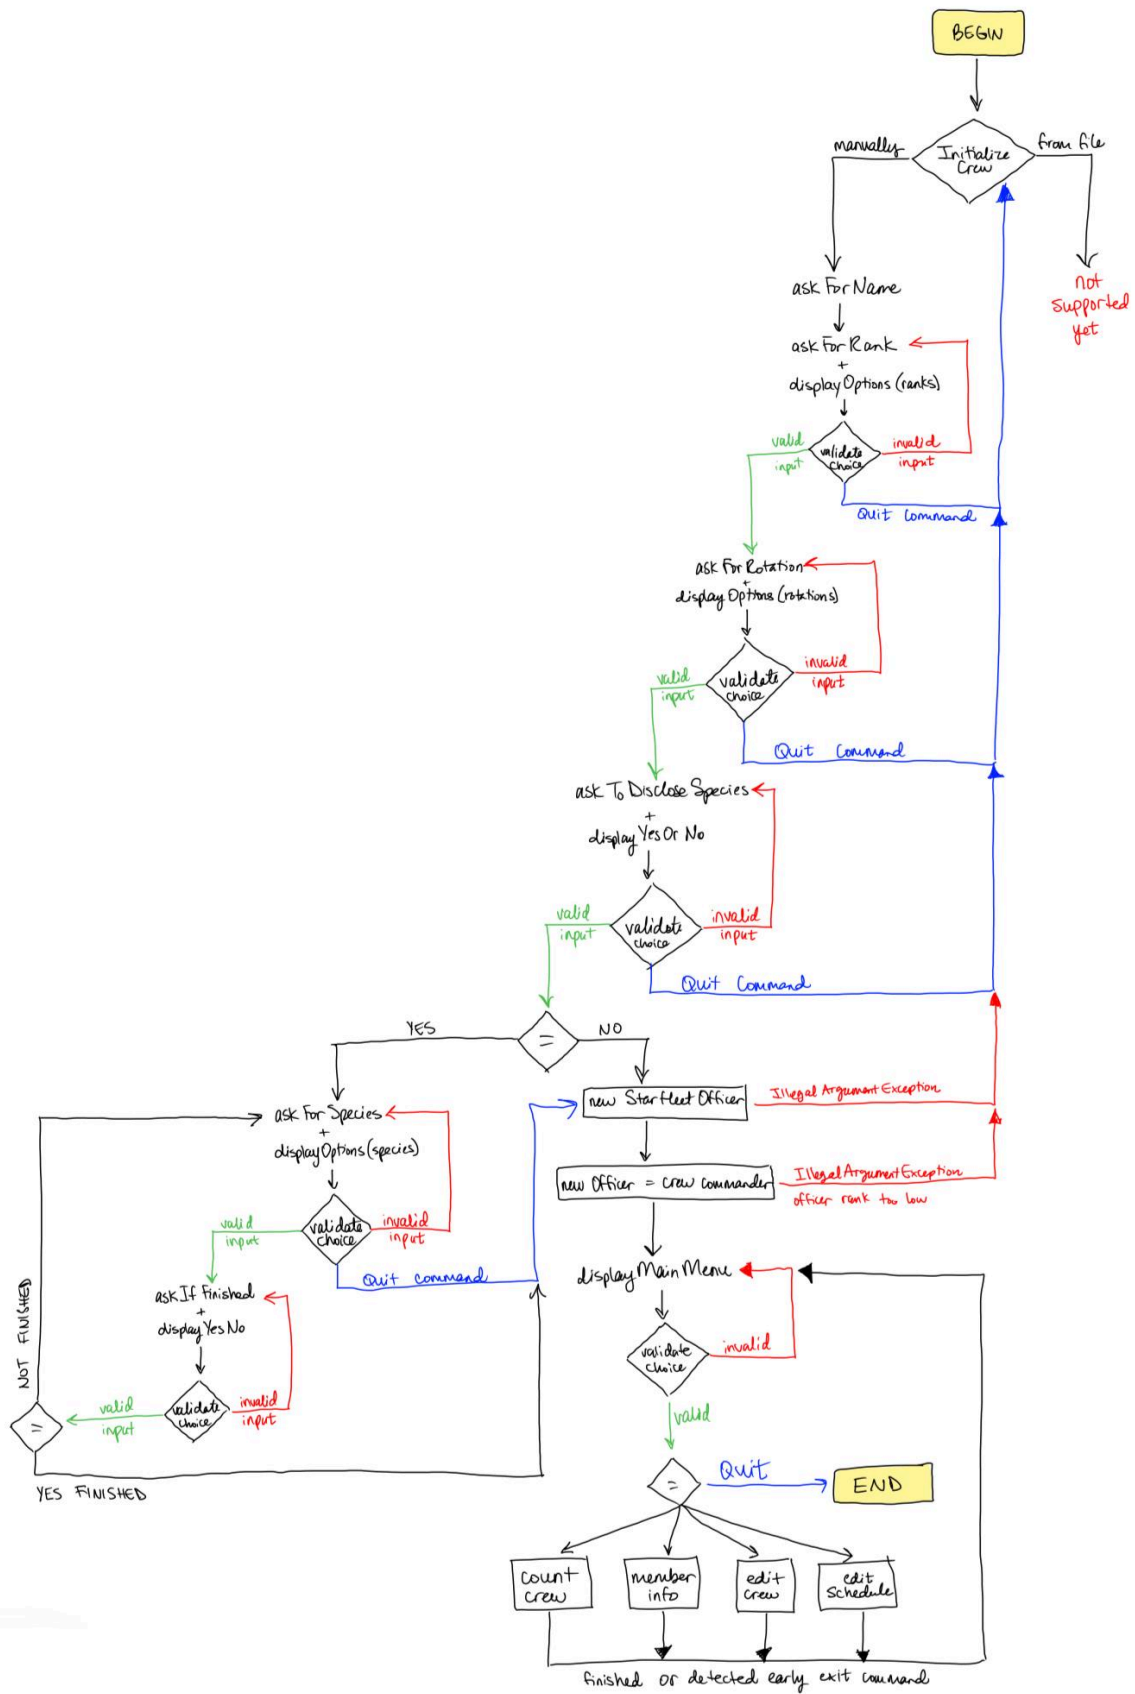 BEGIN
manually
Initialize
Crew
from file
not
supported
yet
ask For Name
ask For Rank
+
display Options (ranks)
valid
input
validate
choice
invalid
input
Quit Command
ask For Rotation
+
display Options (rotations)
valid
input
validate
choice
invalid
input
Quit Command
ask To Disclose Species
+
display Yes Or No
valid
input
validate
choice
invalid
input
Quit Command
YES
=
NO
new Starfleet Officer
Illegal Argument Exception
new Officer = crew commander
Illegal Argument Exception
officer rank too low
ask For Species
+
display Options (species)
valid
input
validate
choice
invalid
input
Quit command
NOT FINISHED
ask If Finished
+
display Yes No
valid
input
validate
choice
invalid
input
=
YES FINISHED
display Main Menu
validate
choice
invalid
valid
=
Quit
END
count
crew
member
info
edit
crew
edit
schedule
finished or detected early exit command